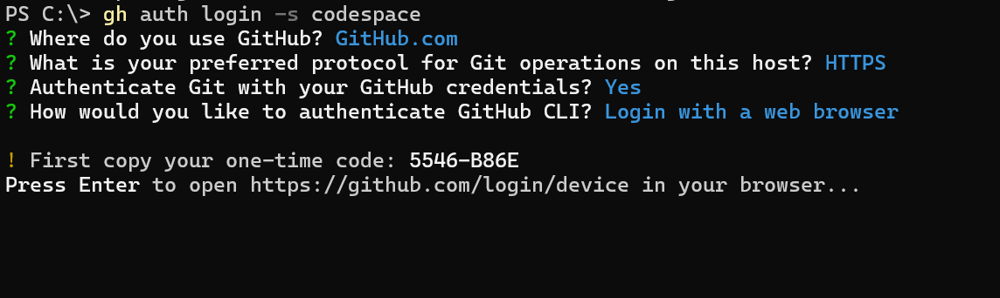 PS C:\> gh auth login -s codespace
? Where do you use GitHub? GitHub.com
? What is your preferred protocol for Git operations on this host? HTTPS
? Authenticate Git with your GitHub credentials? Yes
? How would you like to authenticate GitHub CLI? Login with a web browser
! First copy your one-time code: 5546-B86E
Press Enter to open https://github.com/login/device in your browser...